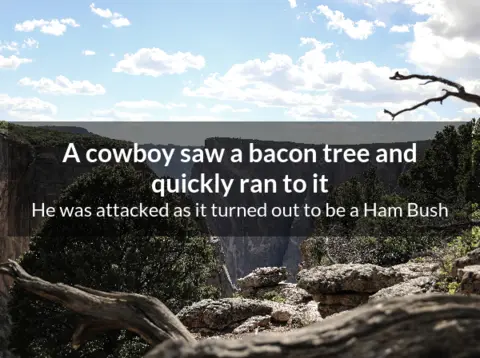 A cowboy saw a bacon tree and
quickly ran to it
He was attacked as it turned out to be a Ham Bush